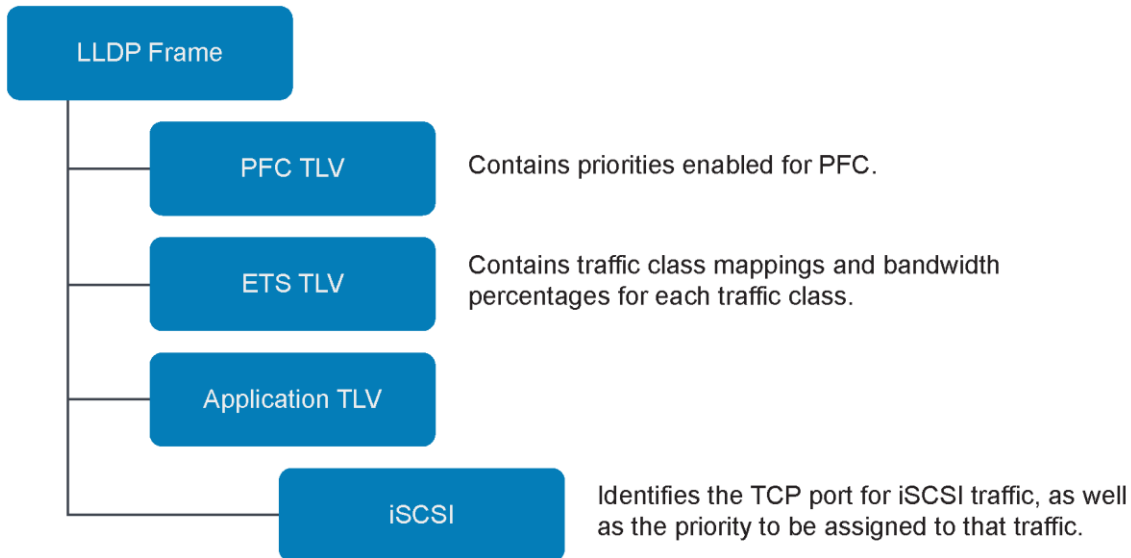 LLDP Frame
PFC TLV
Contains priorities enabled for PFC.
ETS TLV
Contains traffic class mappings and bandwidth
percentages for each traffic class.
Application TLV
iSCSI
Identifies the TCP port for iSCSI traffic, as well
as the priority to be assigned to that traffic.